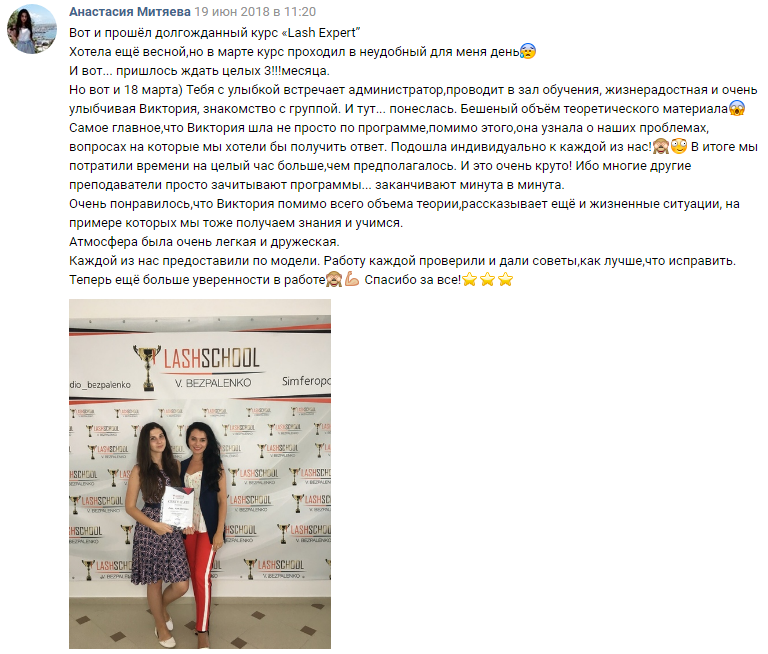 Анастасия Митяева 19 июн 2018 в 11:20
Вот и прошёл долгожданный курс «Lash Expert”
Хотела ещё весной,но в марте курс проходил в неудобный для меня день😰
И вот... пришлось ждать целых 3!!!месяца.
Но вот и 18 марта) Тебя с улыбкой встречает администратор,проводит в зал обучения, жизнерадостная и очень
улыбчивая Виктория, знакомство с группой. И тут... понеслась. Бешеный объём теоретического материала😱
Самое главное,что Виктория шла не просто по программе,помимо этого,она узнала о наших проблемах,
вопросах на которые мы хотели бы получить ответ. Подошла индивидуально к каждой из нас!🙈😳 В итоге мы
потратили времени на целый час больше,чем предполагалось. И это очень круто! Ибо многие другие
преподаватели просто зачитывают программы... заканчивают минута в минута.
Очень понравилось,что Виктория помимо всего объема теории,рассказывает ещё и жизненные ситуации, на
примере которых мы тоже получаем знания и учимся.
Атмосфера была очень легкая и дружеская.
Каждой из нас предоставили по модели. Работу каждой проверили и дали советы,как лучше,что исправить.
Теперь ещё больше уверенности в работе🙈💪 Спасибо за все!⭐⭐⭐
LASHSCHOOL
V. BEZPALENKO
dio_bezpalenko
Simferopo
LASHSCHOOL
V. BEZPALENKO